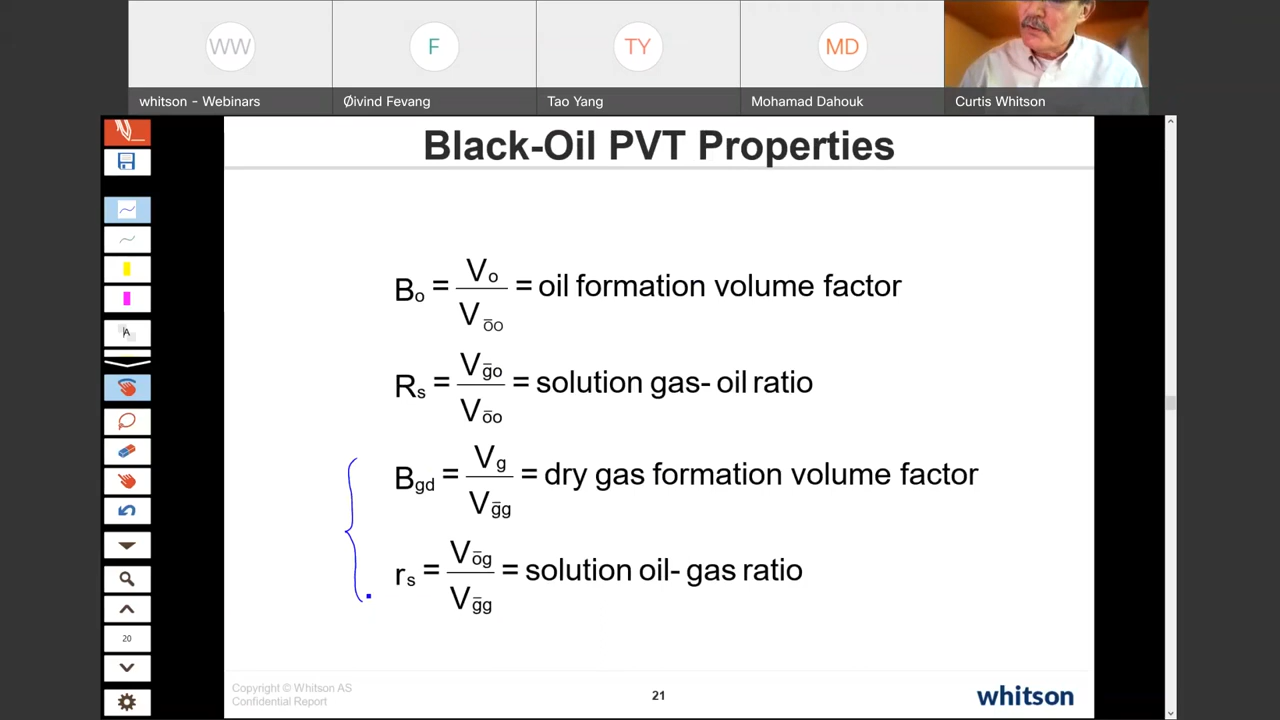 WW
F
TY
MD
whitson - Webinars
Øivind Fevang
Tao Yang
Mohamad Dahouk
Curtis Whitson
Black-Oil PVT Properties
Bo = Vo / Vōo = oil formation volume factor
Rs = Vḡo / Vōo = solution gas- oil ratio
Bgd = Vg / Vḡg = dry gas formation volume factor
rs = Vōg / Vḡg = solution oil- gas ratio
A
20
Copyright © Whitson AS
Confidential Report
21
whitson